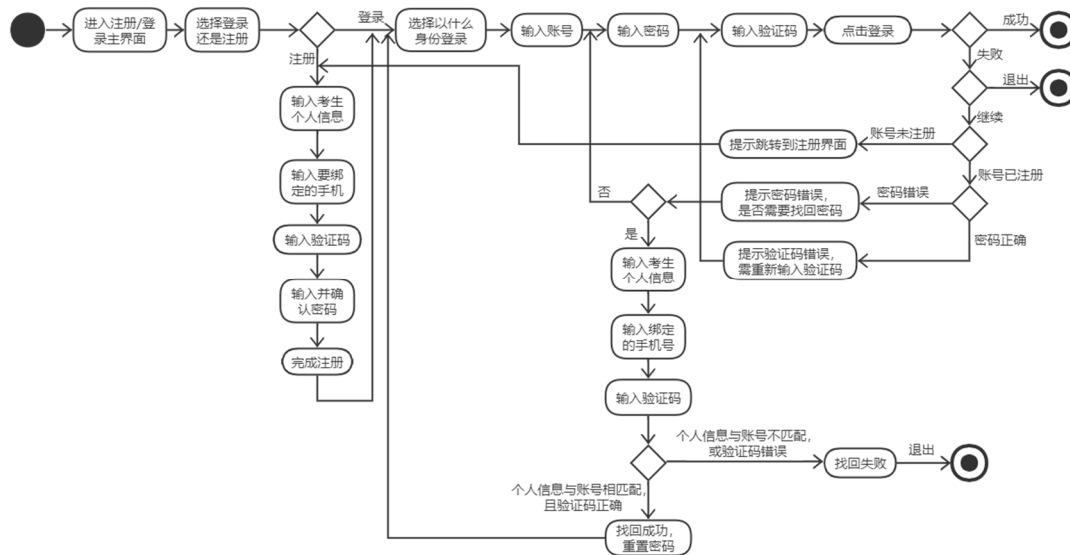 进入注册/登
录主界面
选择登录
还是注册
登录
注册
选择以什么
身份登录
输入账号
输入密码
输入验证码
点击登录
成功
失败
退出
继续
账号未注册
提示跳转到注册界面
账号已注册
密码错误
提示密码错误,
是否需要找回密码
密码正确
提示验证码错误,
需重新输入验证码
否
是
输入考生
个人信息
输入要绑
定的手机
输入验证码
输入并确
认密码
完成注册
输入考生
个人信息
输入绑定
的手机号
输入验证码
个人信息与账号不匹配,
或验证码错误
找回失败
退出
个人信息与账号相匹配,
且验证码正确
找回成功,
重置密码